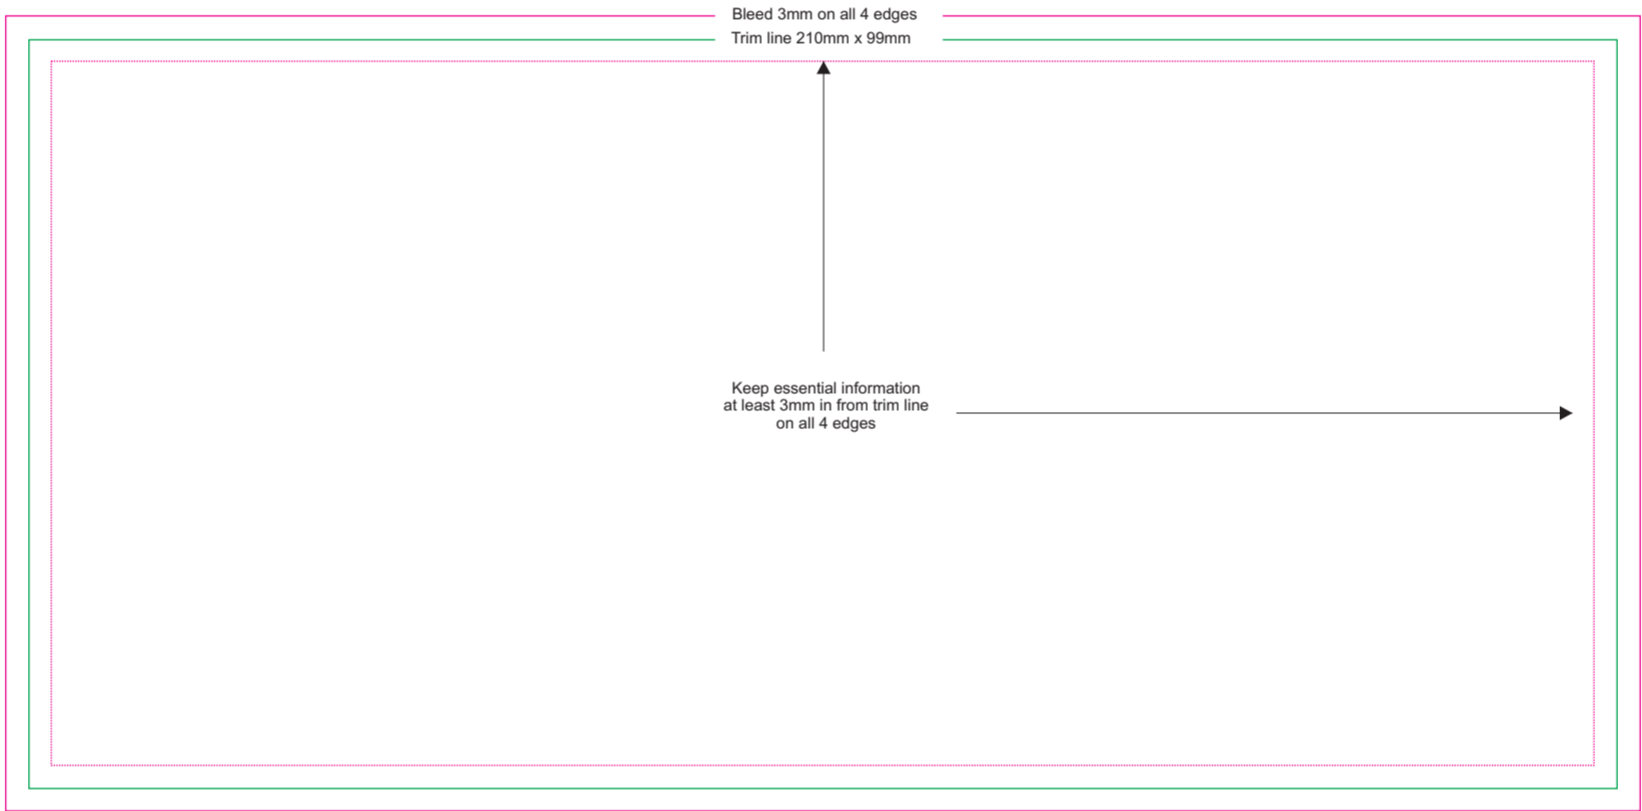 Bleed 3mm on all 4 edges
Trim line 210mm x 99mm
Keep essential information
at least 3mm in from trim line
on all 4 edges